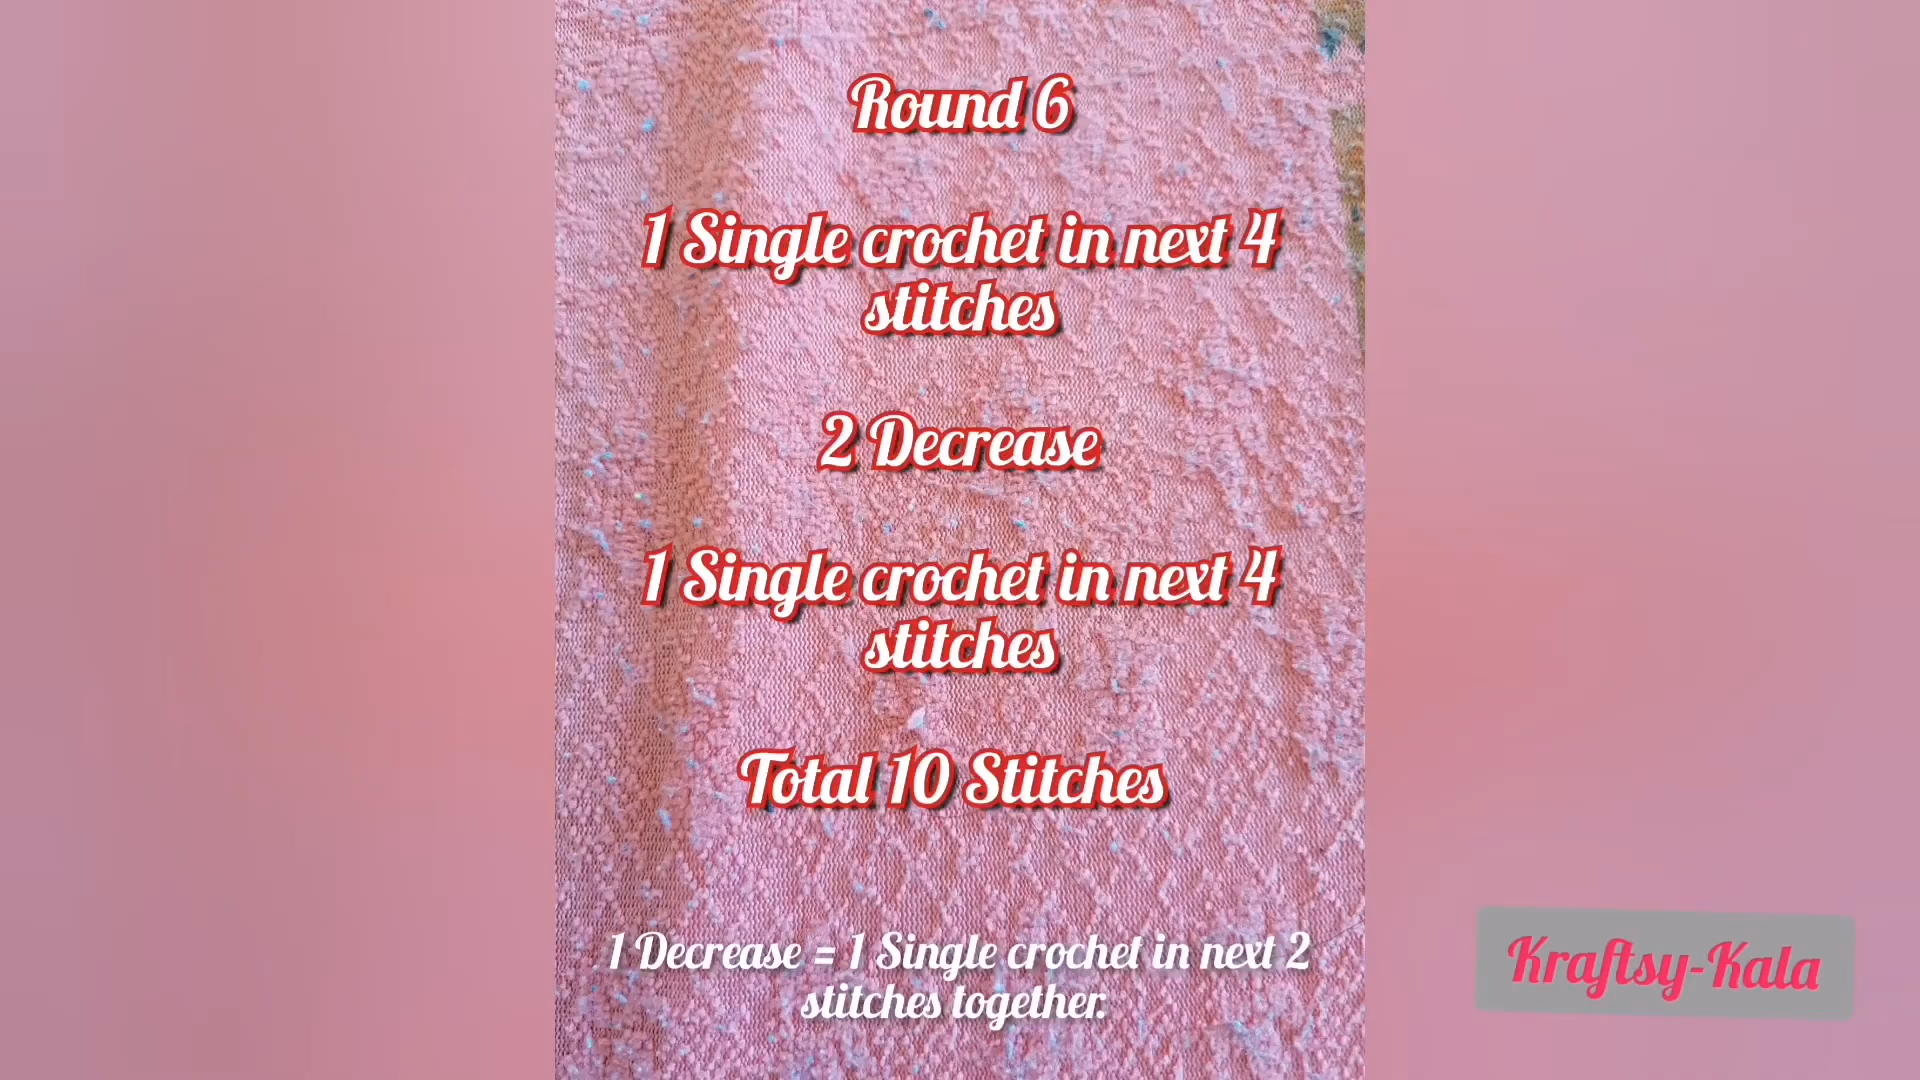 Round 6
1 Single crochet in next 4
stitches
2 Decrease
1 Single crochet in next 4
stitches
Total 10 Stitches
1 Decrease = 1 Single crochet in next 2
stitches together.
Kraftsy-Kala